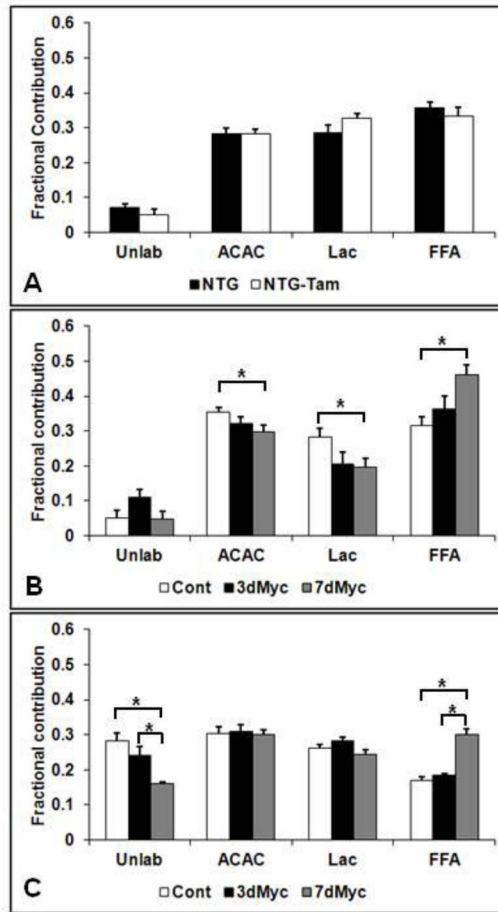 Fractional Contribution
0.6
0.5
0.4
0.3
0.2
0.1
0
Unlab ACAC Lac FFA
A
NTG NTG-Tam
Fractional contribution
0.6
0.5
0.4
0.3
0.2
0.1
0
* * *
Unlab ACAC Lac FFA
B
Cont 3dMyc 7dMyc
Fractional contribution
0.6
0.5
0.4
0.3
0.2
0.1
0
* *
* *
Unlab ACAC Lac FFA
C
Cont 3dMyc 7dMyc